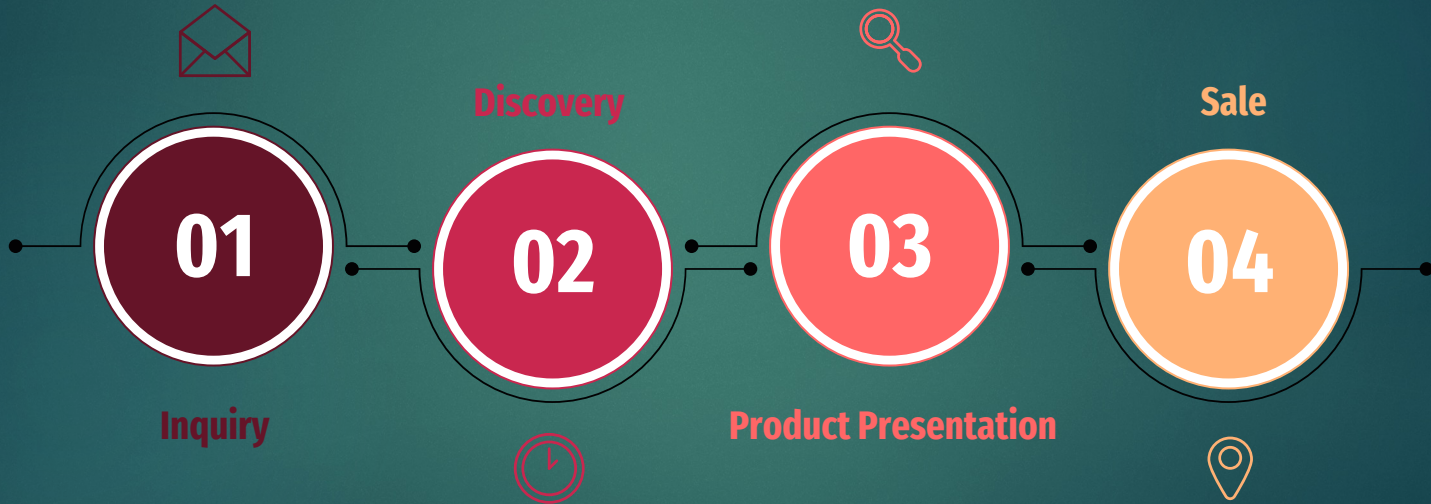 01
Inquiry
Discovery
02
03
Product Presentation
Sale
04